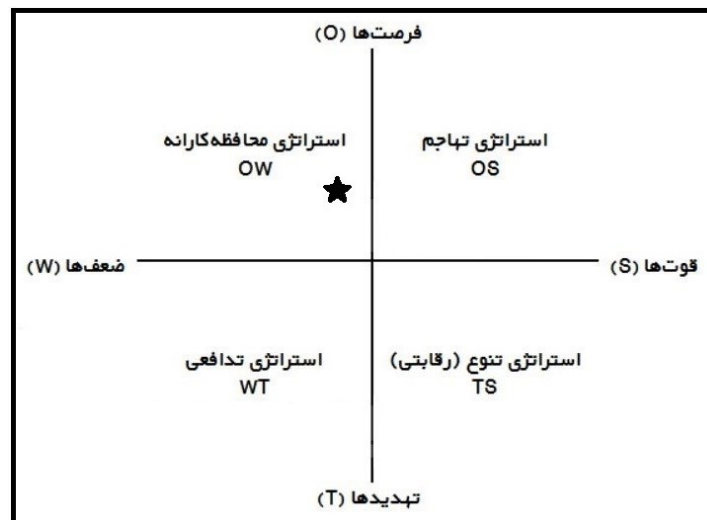 فرصت‌ها (O)
استراتژی تهاجم
OS
استراتژی محافظه‌کارانه
OW
قوت‌ها (S)
ضعف‌ها (W)
استراتژی تنوع (رقابتی)
TS
استراتژی تدافعی
WT
تهدیدها (T)